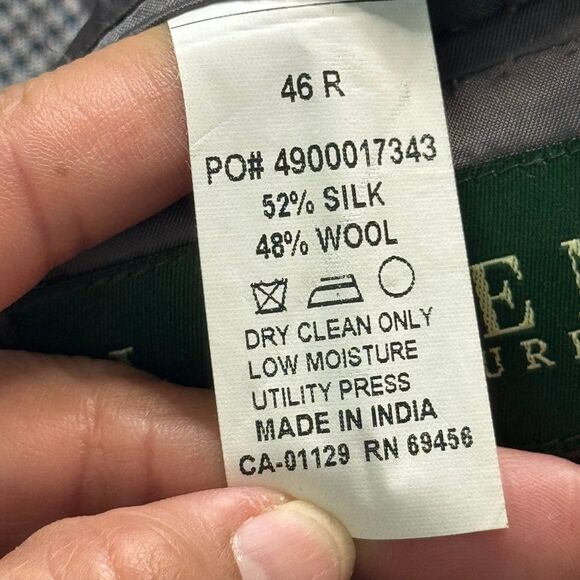 46 R
PO# 4900017343
52% SILK
48% WOOL
DRY CLEAN ONLY
LOW MOISTURE
UTILITY PRESS
MADE IN INDIA
CA-01129 RN 69456